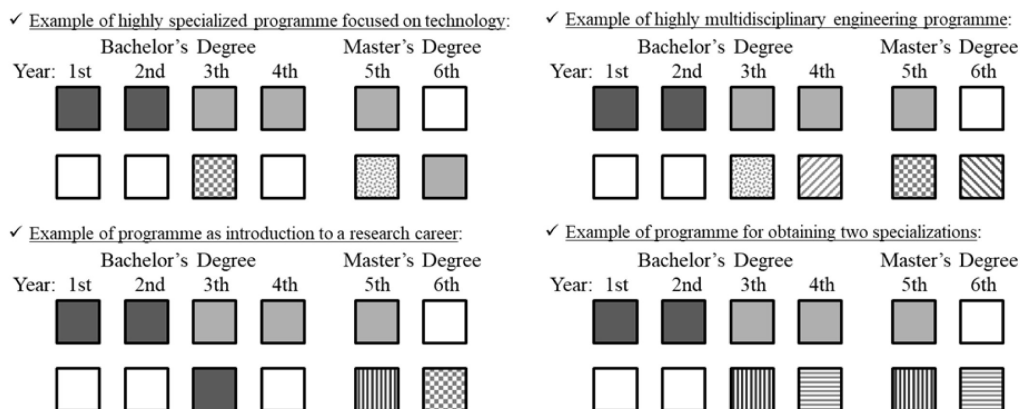 ✓ Example of highly specialized programme focused on technology:
Bachelor's Degree Master's Degree
Year: 1st 2nd 3th 4th 5th 6th
✓ Example of highly multidisciplinary engineering programme:
Bachelor's Degree Master's Degree
Year: 1st 2nd 3th 4th 5th 6th
✓ Example of programme as introduction to a research career:
Bachelor's Degree Master's Degree
Year: 1st 2nd 3th 4th 5th 6th
✓ Example of programme for obtaining two specializations:
Bachelor's Degree Master's Degree
Year: 1st 2nd 3th 4th 5th 6th